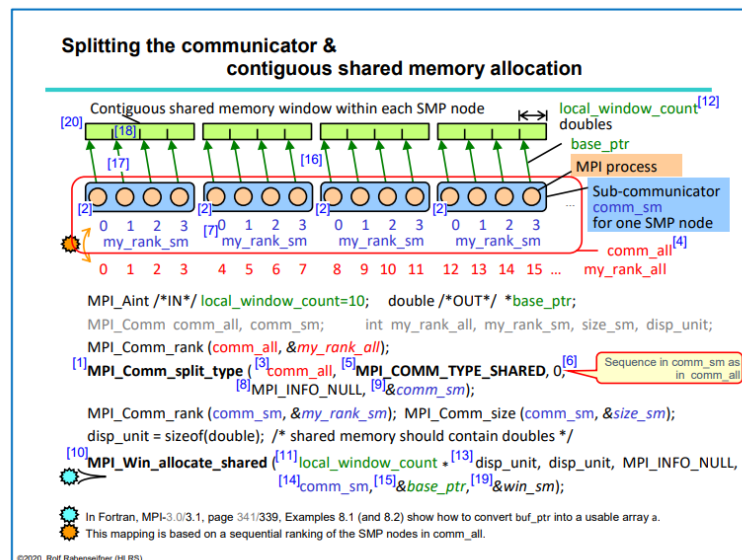 Splitting the communicator &
contiguous shared memory allocation
[20] Contiguous shared memory window within each SMP node
local_window_count[12]
doubles
[18]
base_ptr
[17] [16]
MPI process
Sub-communicator
comm_sm
for one SMP node
[2] [2] [2] [2] ...
0 1 2 3 0 1 2 3 0 1 2 3 0 1 2 3
my_rank_sm [7] my_rank_sm my_rank_sm my_rank_sm
comm_all[4]
0 1 2 3 4 5 6 7 8 9 10 11 12 13 14 15 ... my_rank_all
MPI_Aint /*IN*/ local_window_count=10; double /*OUT*/ *base_ptr;
MPI_Comm comm_all, comm_sm; int my_rank_all, my_rank_sm, size_sm, disp_unit;
MPI_Comm_rank (comm_all, &my_rank_all);
[1]MPI_Comm_split_type ([3]comm_all, [5]MPI_COMM_TYPE_SHARED, 0,[6]
Sequence in comm_sm as
in comm_all
[8]MPI_INFO_NULL, [9]&comm_sm);
MPI_Comm_rank (comm_sm, &my_rank_sm); MPI_Comm_size (comm_sm, &size_sm);
disp_unit = sizeof(double); /* shared memory should contain doubles */
[10]MPI_Win_allocate_shared ([11]local_window_count *[13] disp_unit, disp_unit, MPI_INFO_NULL,
[14]comm_sm,[15]&base_ptr,[19]&win_sm);
In Fortran, MPI-3.0/3.1, page 341/339, Examples 8.1 (and 8.2) show how to convert buf_ptr into a usable array a.
This mapping is based on a sequential ranking of the SMP nodes in comm_all.
©2020 Rolf Rabenseifner (HLRS)